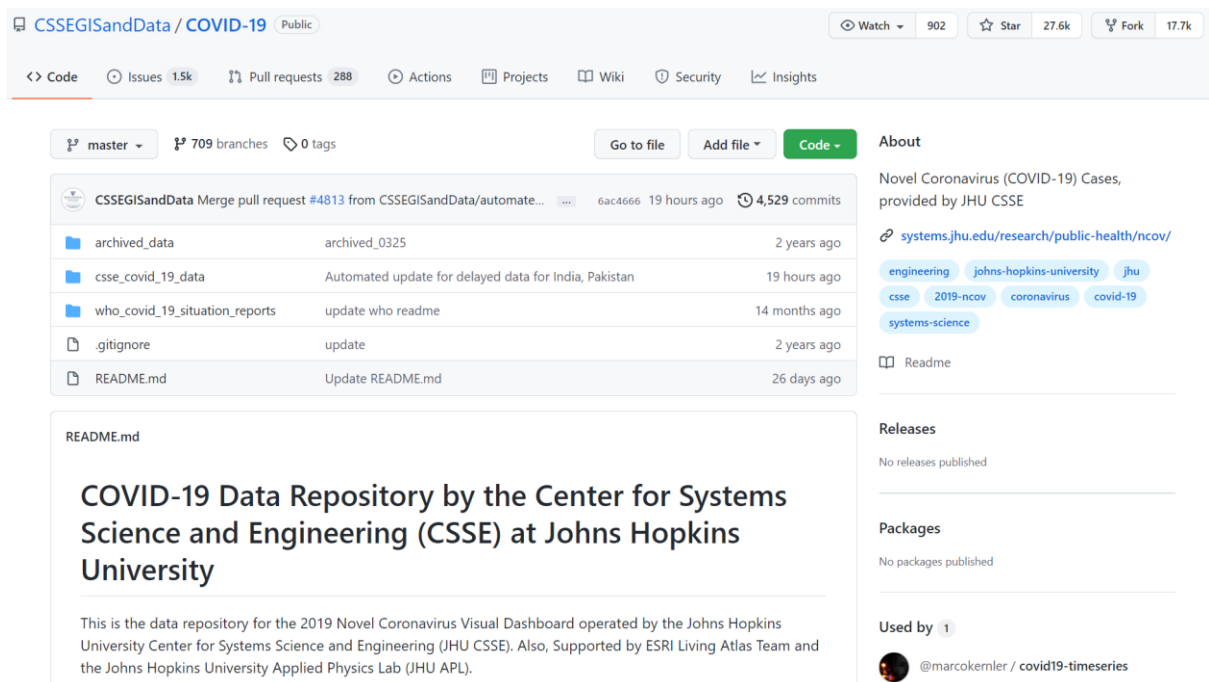 CSSEGISandData / COVID-19 Public
Watch 902 Star 27.6k Fork 17.7k
Code Issues 1.5k Pull requests 288 Actions Projects Wiki Security Insights
master 709 branches 0 tags Go to file Add file Code
CSSEGISandData Merge pull request #4813 from CSSEGISandData/automate... ... 6ac4666 19 hours ago 4,529 commits
archived_data archived_0325 2 years ago
csse_covid_19_data Automated update for delayed data for India, Pakistan 19 hours ago
who_covid_19_situation_reports update who readme 14 months ago
.gitignore update 2 years ago
README.md Update README.md 26 days ago
README.md
COVID-19 Data Repository by the Center for Systems
Science and Engineering (CSSE) at Johns Hopkins
University
This is the data repository for the 2019 Novel Coronavirus Visual Dashboard operated by the Johns Hopkins
University Center for Systems Science and Engineering (JHU CSSE). Also, Supported by ESRI Living Atlas Team and
the Johns Hopkins University Applied Physics Lab (JHU APL).
About
Novel Coronavirus (COVID-19) Cases,
provided by JHU CSSE
systems.jhu.edu/research/public-health/ncov/
engineering johns-hopkins-university jhu
csse 2019-ncov coronavirus covid-19
systems-science
Readme
Releases
No releases published
Packages
No packages published
Used by 1
@marcokernler / covid19-timeseries